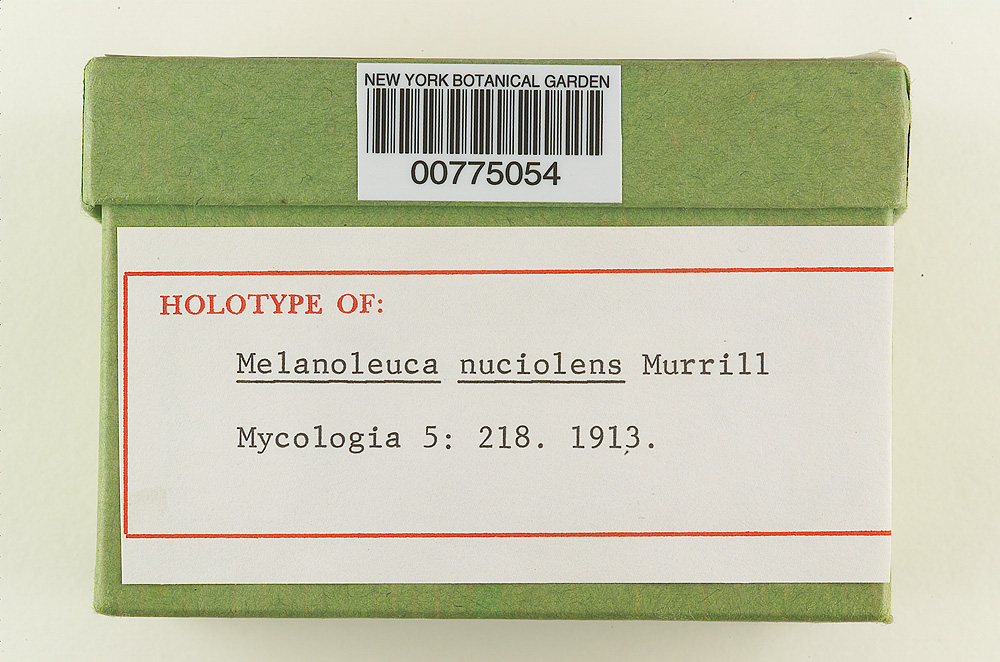 NEW YORK BOTANICAL GARDEN
00775054
HOLOTYPE OF:
Melanoleuca nuciolens Murrill
Mycologia 5: 218. 1913.